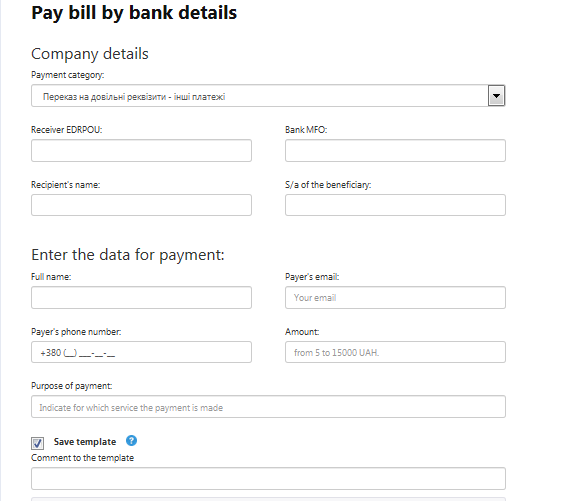 Pay bill by bank details
Company details
Payment category:
Переказ на довільні реквізити - інші платежі
Receiver EDRPOU:
Bank MFO:
Recipient's name:
S/a of the beneficiary:
Enter the data for payment:
Full name:
Payer's email:
Your email
Payer's phone number:
Amount:
+380 (__) ___-__-__
from 5 to 15000 UAH.
Purpose of payment:
Indicate for which service the payment is made
Save template ?
Comment to the template